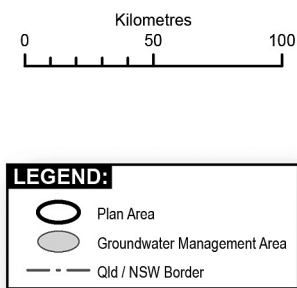 Kilometres
0 50 100
LEGEND:
Plan Area
Groundwater Management Area
Qld / NSW Border